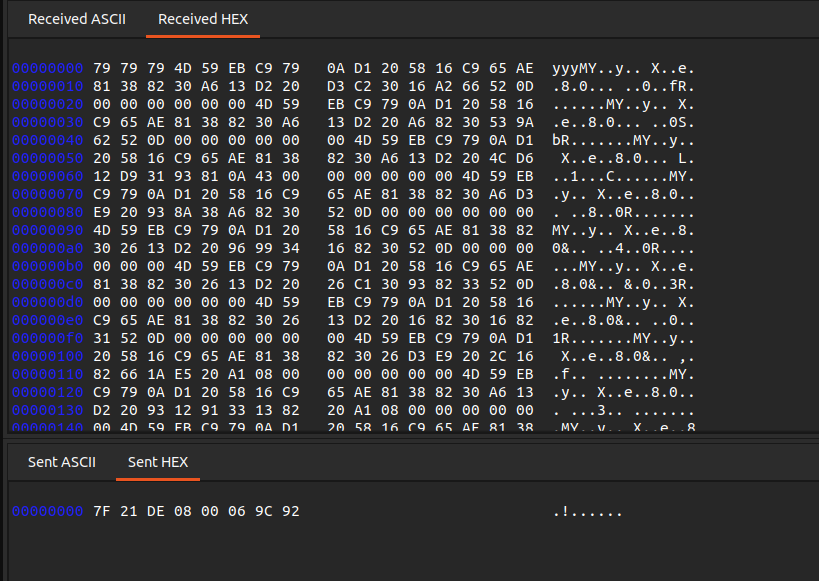 Received ASCII Received HEX
00000000 79 79 79 4D 59 EB C9 79 0A D1 20 58 16 C9 65 AE yyyMY..y.. X..e.
00000010 81 38 82 30 A6 13 D2 20 D3 C2 30 16 A2 66 52 0D .8.0... ..0..fR.
00000020 00 00 00 00 00 00 4D 59 EB C9 79 0A D1 20 58 16 ......MY..y.. X.
00000030 C9 65 AE 81 38 82 30 A6 13 D2 20 A6 82 30 53 9A .e..8.0... ..0S.
00000040 62 52 0D 00 00 00 00 00 00 4D 59 EB C9 79 0A D1 bR.......MY..y..
00000050 20 58 16 C9 65 AE 81 38 82 30 A6 13 D2 20 4C D6 X..e..8.0... L.
00000060 12 D9 31 93 81 0A 43 00 00 00 00 00 00 4D 59 EB ..1...C......MY.
00000070 C9 79 0A D1 20 58 16 C9 65 AE 81 38 82 30 A6 D3 .y.. X..e..8.0..
00000080 E9 20 93 8A 38 A6 82 30 52 0D 00 00 00 00 00 00 . ..8..0R.......
00000090 4D 59 EB C9 79 0A D1 20 58 16 C9 65 AE 81 38 82 MY..y.. X..e..8.
000000a0 30 26 13 D2 20 96 99 34 16 82 30 52 0D 00 00 00 0&.. ..4..0R....
000000b0 00 00 00 4D 59 EB C9 79 0A D1 20 58 16 C9 65 AE ...MY..y.. X..e.
000000c0 81 38 82 30 26 13 D2 20 26 C1 30 93 82 33 52 0D .8.0&.. &.0..3R.
000000d0 00 00 00 00 00 00 4D 59 EB C9 79 0A D1 20 58 16 ......MY..y.. X.
000000e0 C9 65 AE 81 38 82 30 26 13 D2 20 16 82 30 16 82 .e..8.0&.. ..0..
000000f0 31 52 0D 00 00 00 00 00 00 4D 59 EB C9 79 0A D1 1R.......MY..y..
00000100 20 58 16 C9 65 AE 81 38 82 30 26 D3 E9 20 2C 16 X..e..8.0&.. ,.
00000110 82 66 1A E5 20 A1 08 00 00 00 00 00 00 4D 59 EB .f.. ........MY.
00000120 C9 79 0A D1 20 58 16 C9 65 AE 81 38 82 30 A6 13 .y.. X..e..8.0..
00000130 D2 20 93 12 91 33 13 82 20 A1 08 00 00 00 00 00 . ...3.. .......
00000140 00 4D 59 EB C9 79 0A D1 20 58 16 C9 65 AE 81 38 .MY..y.. X..e..8
Sent ASCII Sent HEX
00000000 7F 21 DE 08 00 06 9C 92 .!......